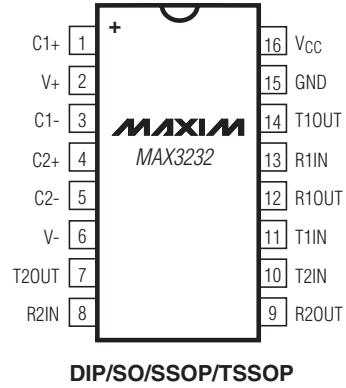 +
C1+ 1 16 VCC
V+ 2 15 GND
C1- 3 MAXIM 14 T1OUT
C2+ 4 MAX3232 13 R1IN
C2- 5 12 R1OUT
V- 6 11 T1IN
T2OUT 7 10 T2IN
R2IN 8 9 R2OUT
DIP/SO/SSOP/TSSOP